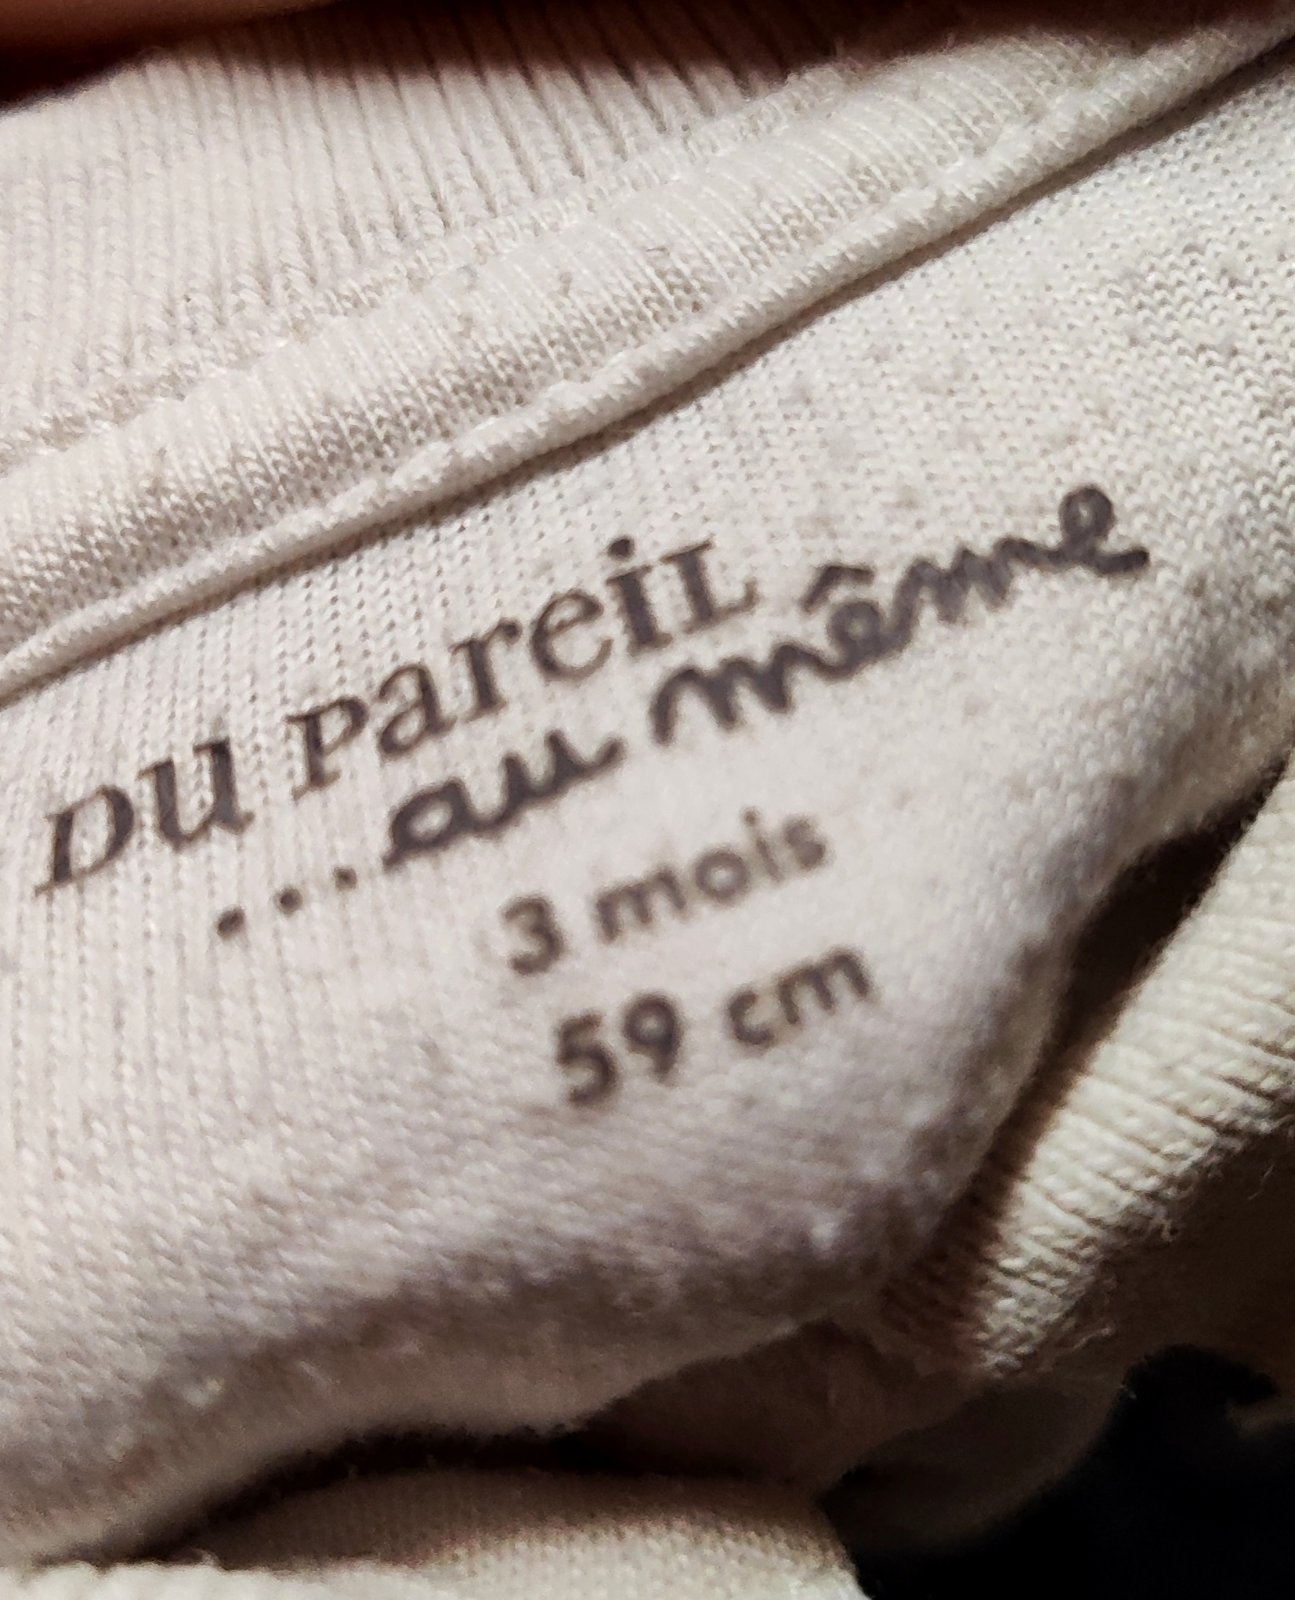 DU PareiL
...au même
3 mois
59 cm